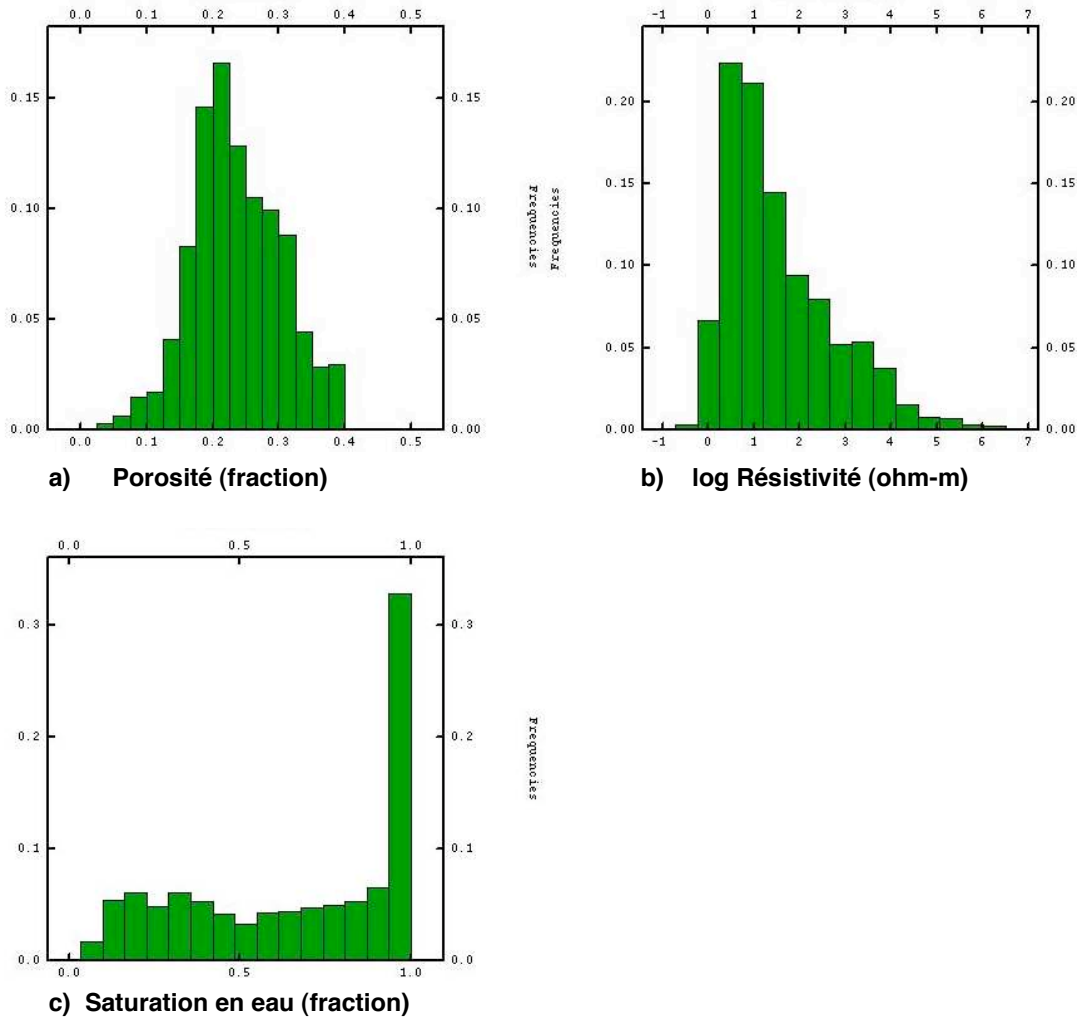 0.0 0.1 0.2 0.3 0.4 0.5
0.15 0.15
0.10 0.10
0.05 0.05
0.00 0.00
0.0 0.1 0.2 0.3 0.4 0.5
Frequencies
a) Porosité (fraction)
-1 0 1 2 3 4 5 6 7
Frequencies
0.20 0.20
0.15 0.15
0.10 0.10
0.05 0.05
0.00 0.00
-1 0 1 2 3 4 5 6 7
b) log Résistivité (ohm-m)
0.0 0.5 1.0
0.3 0.3
0.2 0.2
0.1 0.1
0.0 0.0
0.0 0.5 1.0
Frequencies
c) Saturation en eau (fraction)